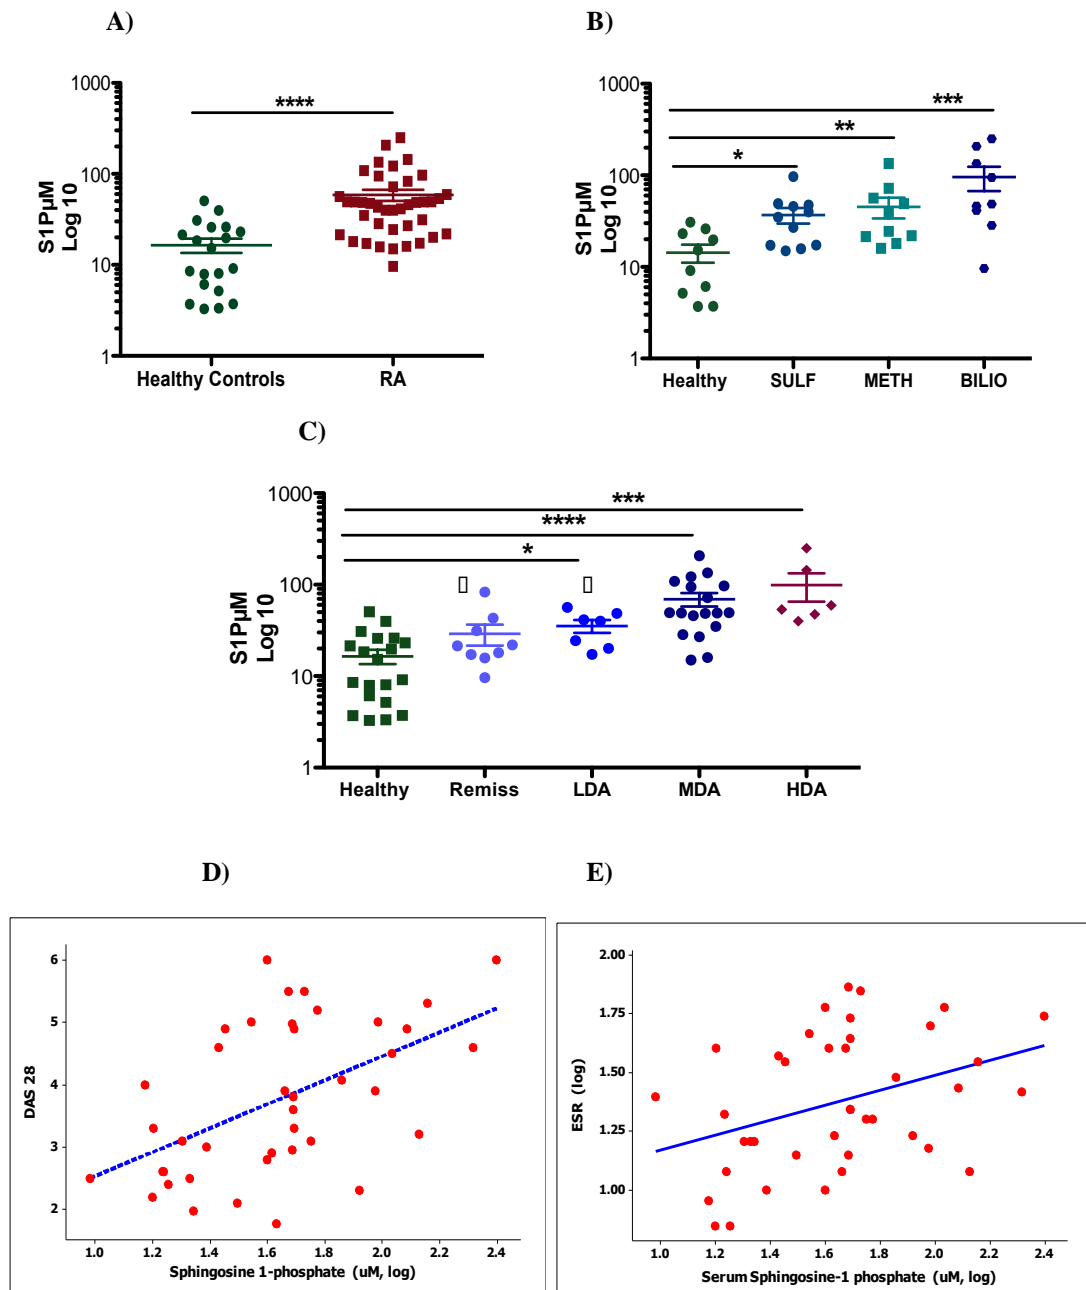 A)
1000
100
10
1
S1PµM
Log 10
****
Healthy Controls RA
B)
1000
100
10
1
S1PµM
Log 10
***
**
*
Healthy SULF METH BILIO
C)
1000
100
10
1
S1PµM
Log 10
***
****
*
Healthy Remiss LDA MDA HDA
D)
6
5
4
3
2
DAS 28
1.0 1.2 1.4 1.6 1.8 2.0 2.2 2.4
Sphingosine 1-phosphate (uM, log)
E)
2.00
1.75
1.50
1.25
1.00
ESR (log)
1.0 1.2 1.4 1.6 1.8 2.0 2.2 2.4
Serum Sphingosine-1 phosphate (uM, log)